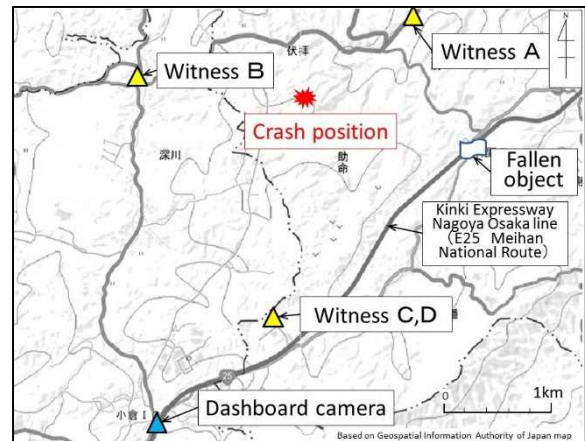 伏拝
Witness A
Witness B
Crash position
深川
助命
Fallen
object
Kinki Expressway
Nagoya Osaka line
(E25 Meihan
National Route)
Witness C,D
25
小倉 I
Dashboard camera
0
1km
Based on Geospatial Information Authority of Japan map